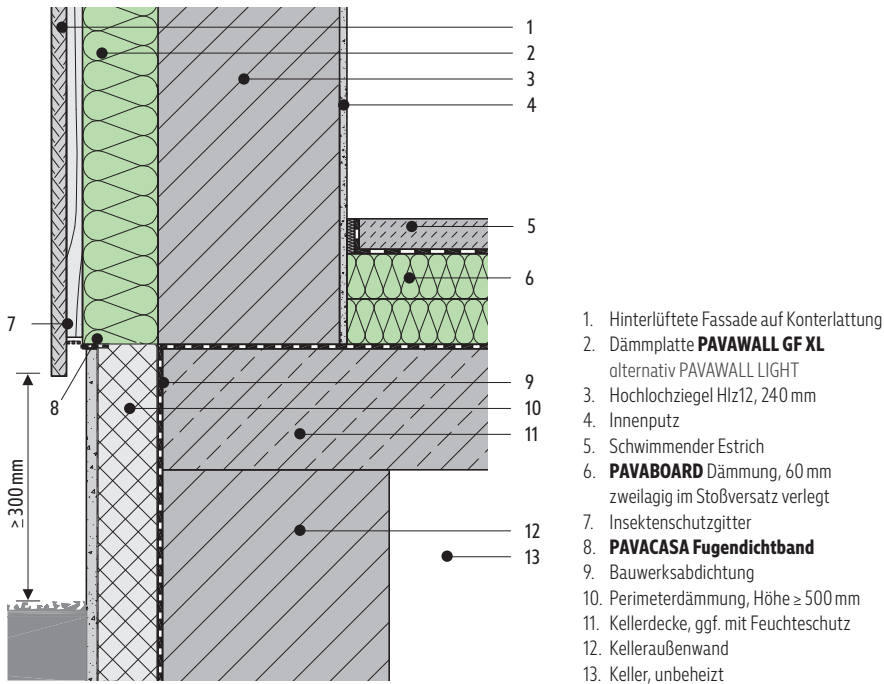 1
2
3
4
5
6
7
8
9
10
11
12
13
≥ 300 mm
1. Hinterlüftete Fassade auf Konterlattung
2. Dämmplatte PAVAWALL GF XL
alternativ PAVAWALL LIGHT
3. Hochlochziegel Hlz12, 240 mm
4. Innenputz
5. Schwimmender Estrich
6. PAVABOARD Dämmung, 60 mm
zweilagig im Stoßversatz verlegt
7. Insektenschutzgitter
8. PAVACASA Fugendichtband
9. Bauwerksabdichtung
10. Perimeterdämmung, Höhe ≥ 500 mm
11. Kellerdecke, ggf. mit Feuchteschutz
12. Kelleraußenwand
13. Keller, unbeheizt